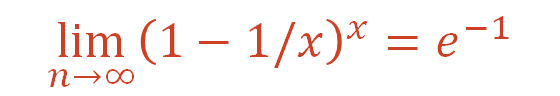 lim (1 − 1/x)^x = e^−1
n→∞